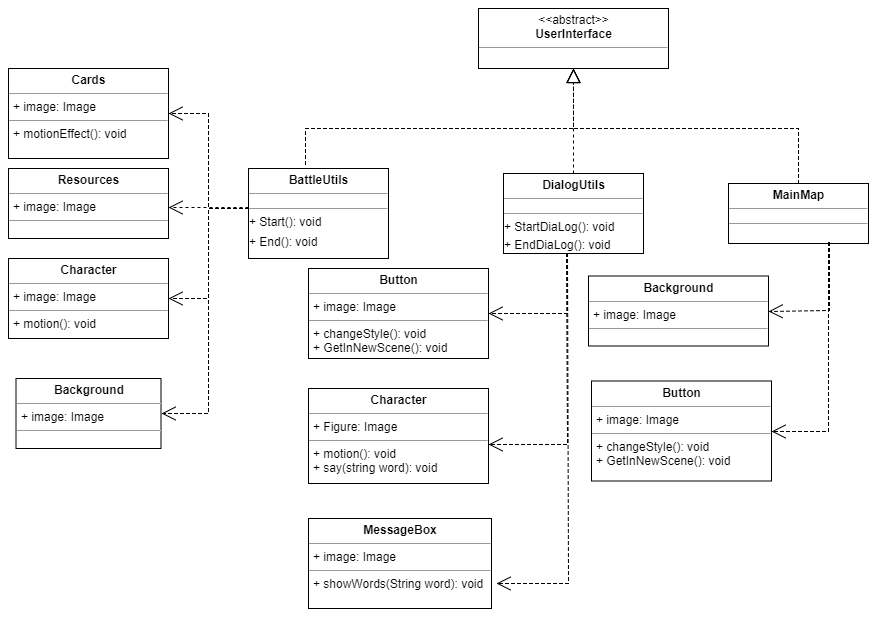 <<abstract>>
UserInterface
Cards
+ image: Image
+ motionEffect(): void
Resources
+ image: Image
Character
+ image: Image
+ motion(): void
Background
+ image: Image
BattleUtils
+ Start(): void
+ End(): void
DialogUtils
+ StartDiaLog(): void
+ EndDiaLog(): void
MainMap
Button
+ image: Image
+ changeStyle(): void
+ GetInNewScene(): void
Character
+ Figure: Image
+ motion(): void
+ say(string word): void
MessageBox
+ image: Image
+ showWords(String word): void
Background
+ image: Image
Button
+ image: Image
+ changeStyle(): void
+ GetInNewScene(): void